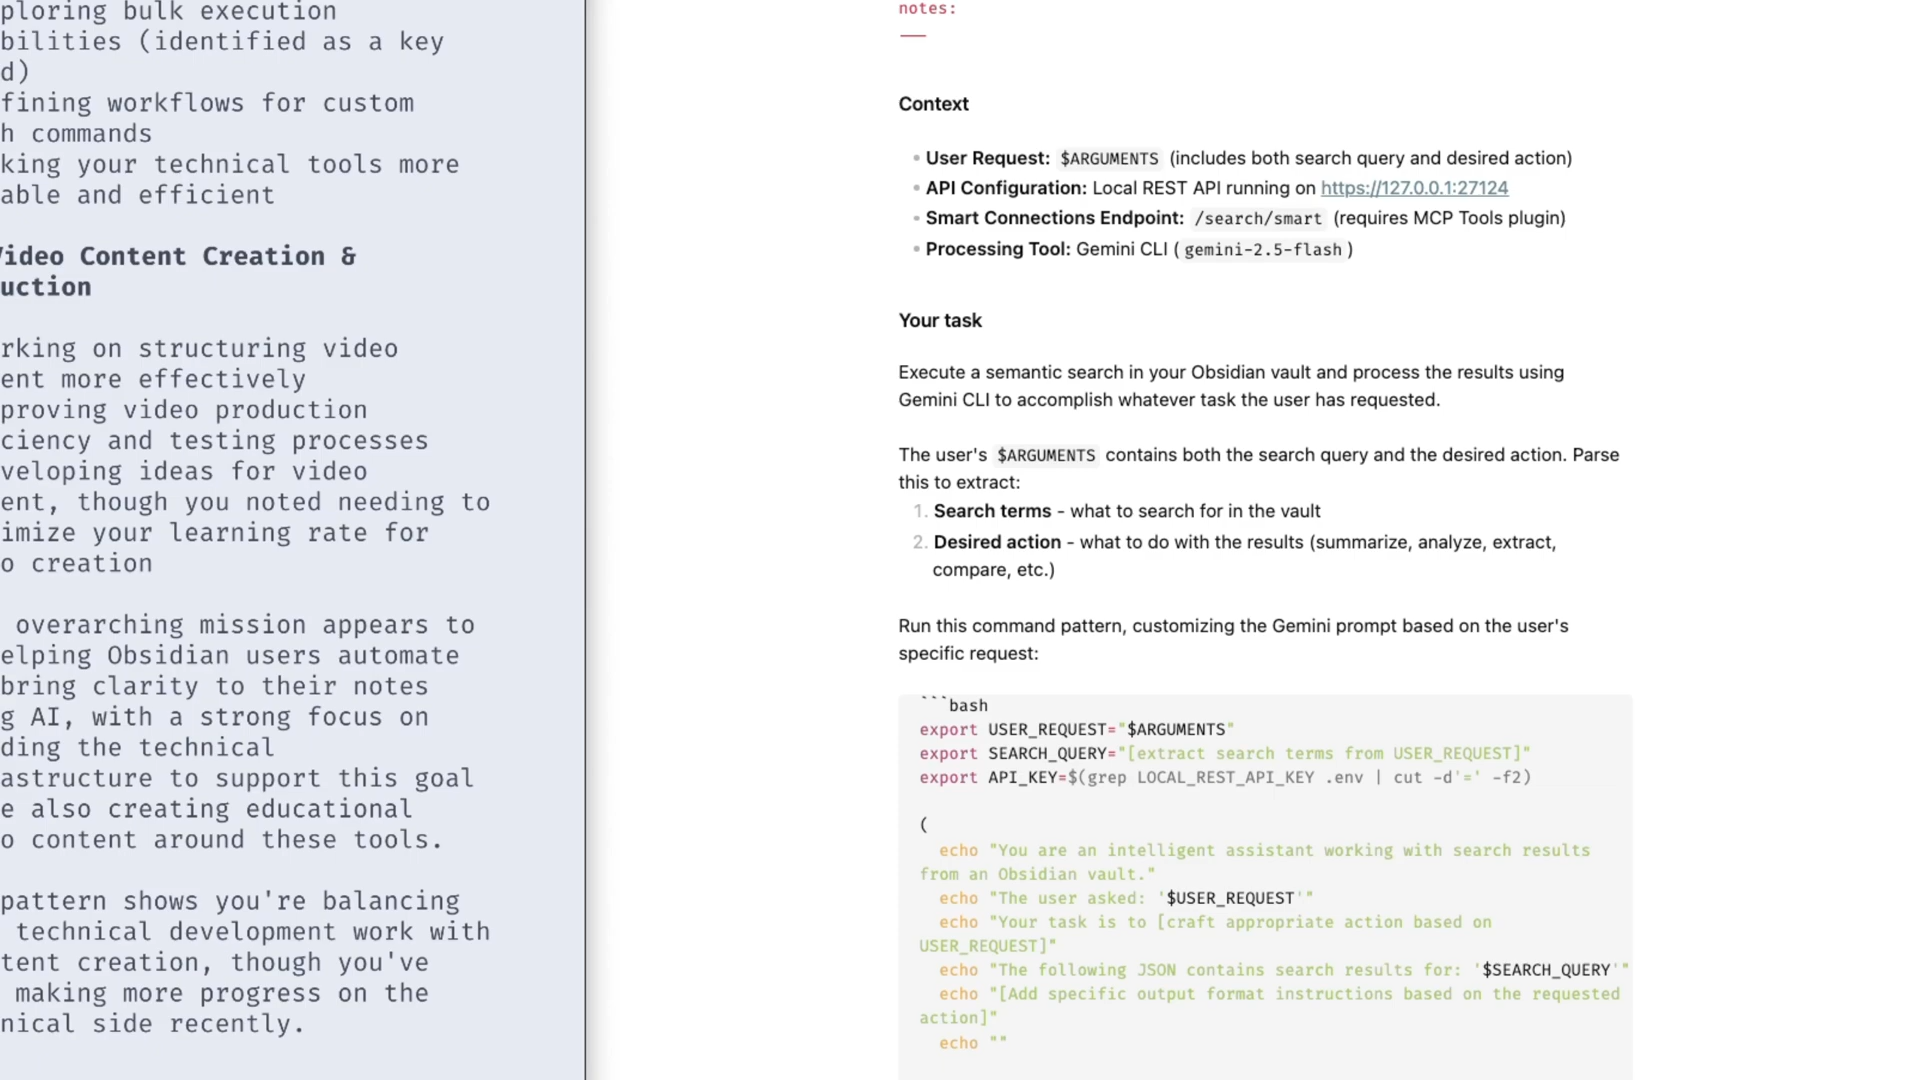 ploring bulk execution
bilities (identified as a key
d)
fining workflows for custom
h commands
king your technical tools more
able and efficient
Video Content Creation &
uction
rking on structuring video
ent more effectively
proving video production
ciency and testing processes
veloping ideas for video
ent, though you noted needing to
imize your learning rate for
o creation
overarching mission appears to
elping Obsidian users automate
bring clarity to their notes
g AI, with a strong focus on
ding the technical
astructure to support this goal
e also creating educational
o content around these tools.
pattern shows you're balancing
technical development work with
tent creation, though you've
making more progress on the
nical side recently.
notes:
---
Context
• User Request: $ARGUMENTS (includes both search query and desired action)
• API Configuration: Local REST API running on https://127.0.0.1:27124
• Smart Connections Endpoint: /search/smart (requires MCP Tools plugin)
• Processing Tool: Gemini CLI ( gemini-2.5-flash )
Your task
Execute a semantic search in your Obsidian vault and process the results using
Gemini CLI to accomplish whatever task the user has requested.
The user's $ARGUMENTS contains both the search query and the desired action. Parse
this to extract:
1. Search terms - what to search for in the vault
2. Desired action - what to do with the results (summarize, analyze, extract,
compare, etc.)
Run this command pattern, customizing the Gemini prompt based on the user's
specific request:
```bash
export USER_REQUEST="$ARGUMENTS"
export SEARCH_QUERY="[extract search terms from USER_REQUEST]"
export API_KEY=$(grep LOCAL_REST_API_KEY .env | cut -d'=' -f2)
(
echo "You are an intelligent assistant working with search results
from an Obsidian vault."
echo "The user asked: '$USER_REQUEST'"
echo "Your task is to [craft appropriate action based on
USER_REQUEST]"
echo "The following JSON contains search results for: '$SEARCH_QUERY'"
echo "[Add specific output format instructions based on the requested
action]"
echo ""